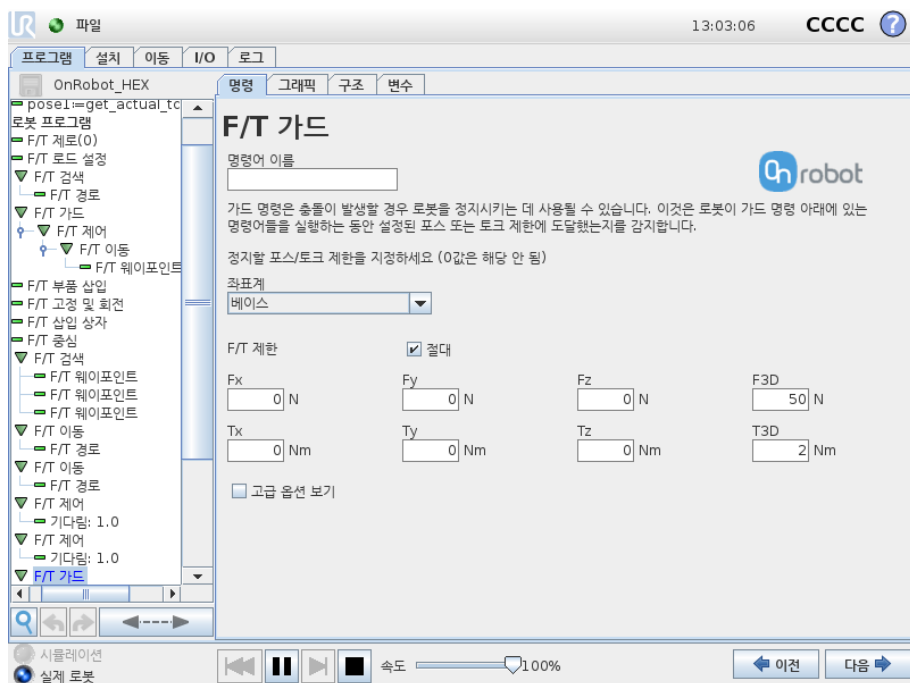 UR 파일 13:03:06 CCCC ?
프로그램 설치 이동 I/O 로그
OnRobot_HEX
명령 그래픽 구조 변수
pose1:=get_actual_tc
로봇 프로그램
F/T 제로(0)
F/T 로드 설정
F/T 검색
F/T 경로
F/T 가드
F/T 제어
F/T 이동
F/T 웨이포인트
F/T 부품 삽입
F/T 고정 및 회전
F/T 삽입 상자
F/T 중심
F/T 검색
F/T 웨이포인트
F/T 웨이포인트
F/T 웨이포인트
F/T 이동
F/T 경로
F/T 이동
F/T 경로
F/T 제어
기다림: 1.0
F/T 제어
기다림: 1.0
F/T 가드
F/T 가드
명령어 이름
On robot
가드 명령은 충돌이 발생할 경우 로봇을 정지시키는 데 사용될 수 있습니다. 이것은 로봇이 가드 명령 아래에 있는
명령어들을 실행하는 동안 설정된 포스 또는 토크 제한에 도달했는지를 감지합니다.
정지할 포스/토크 제한을 지정하세요 (0값은 해당 안 됨)
좌표계
베이스
F/T 제한 절대
Fx Fy Fz F3D
0 N 0 N 0 N 50 N
Tx Ty Tz T3D
0 Nm 0 Nm 0 Nm 2 Nm
고급 옵션 보기
시뮬레이션
실제 로봇
속도 100% 이전 다음